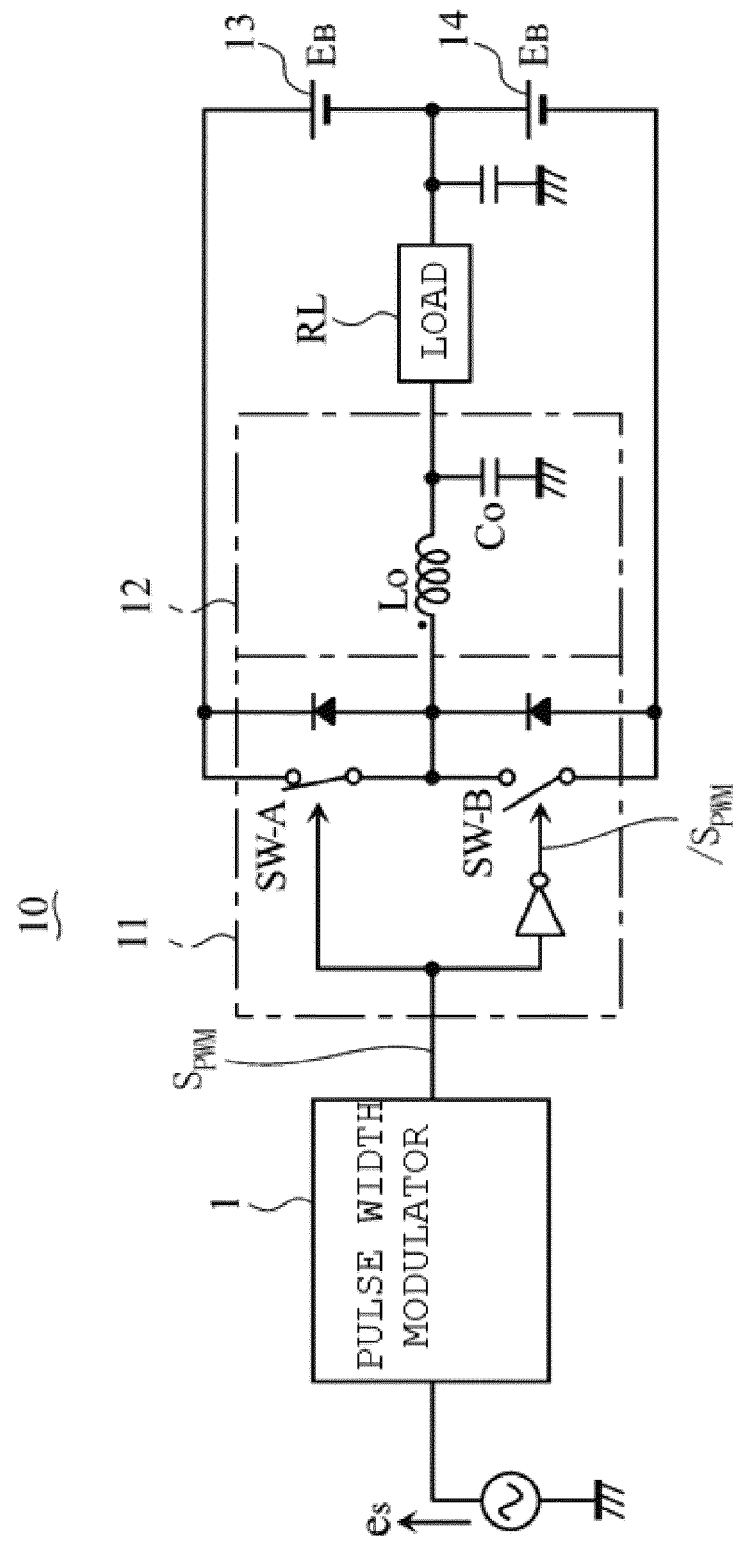 10
1
PULSE WIDTH
MODULATOR
es
SPWM
11
12
SW-A
SW-B
/SPWM
Lo
Co
RL
LOAD
13
EB
14
EB